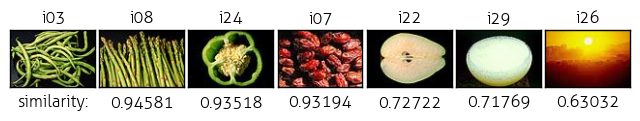 i03 i08 i24 i07 i22 i29 i26
similarity: 0.94581 0.93518 0.93194 0.72722 0.71769 0.63032